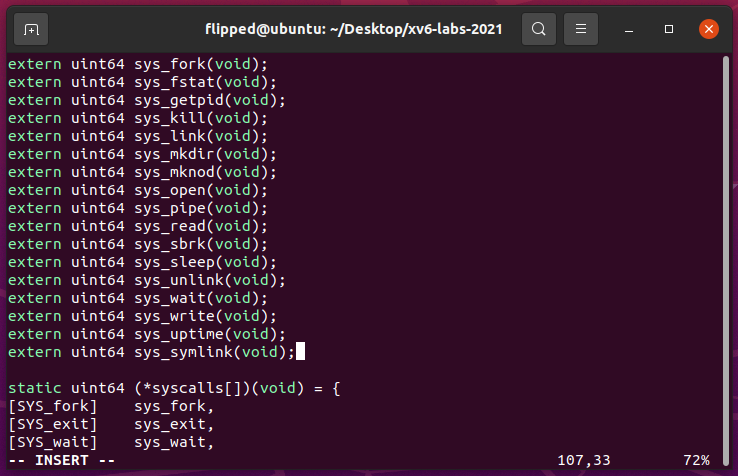 flipped@ubuntu: ~/Desktop/xv6-labs-2021
extern uint64 sys_fork(void);
extern uint64 sys_fstat(void);
extern uint64 sys_getpid(void);
extern uint64 sys_kill(void);
extern uint64 sys_link(void);
extern uint64 sys_mkdir(void);
extern uint64 sys_mknod(void);
extern uint64 sys_open(void);
extern uint64 sys_pipe(void);
extern uint64 sys_read(void);
extern uint64 sys_sbrk(void);
extern uint64 sys_sleep(void);
extern uint64 sys_unlink(void);
extern uint64 sys_wait(void);
extern uint64 sys_write(void);
extern uint64 sys_uptime(void);
extern uint64 sys_symlink(void);
static uint64 (*syscalls[])(void) = {
[SYS_fork]    sys_fork,
[SYS_exit]    sys_exit,
[SYS_wait]    sys_wait,
-- INSERT --    107,33    72%